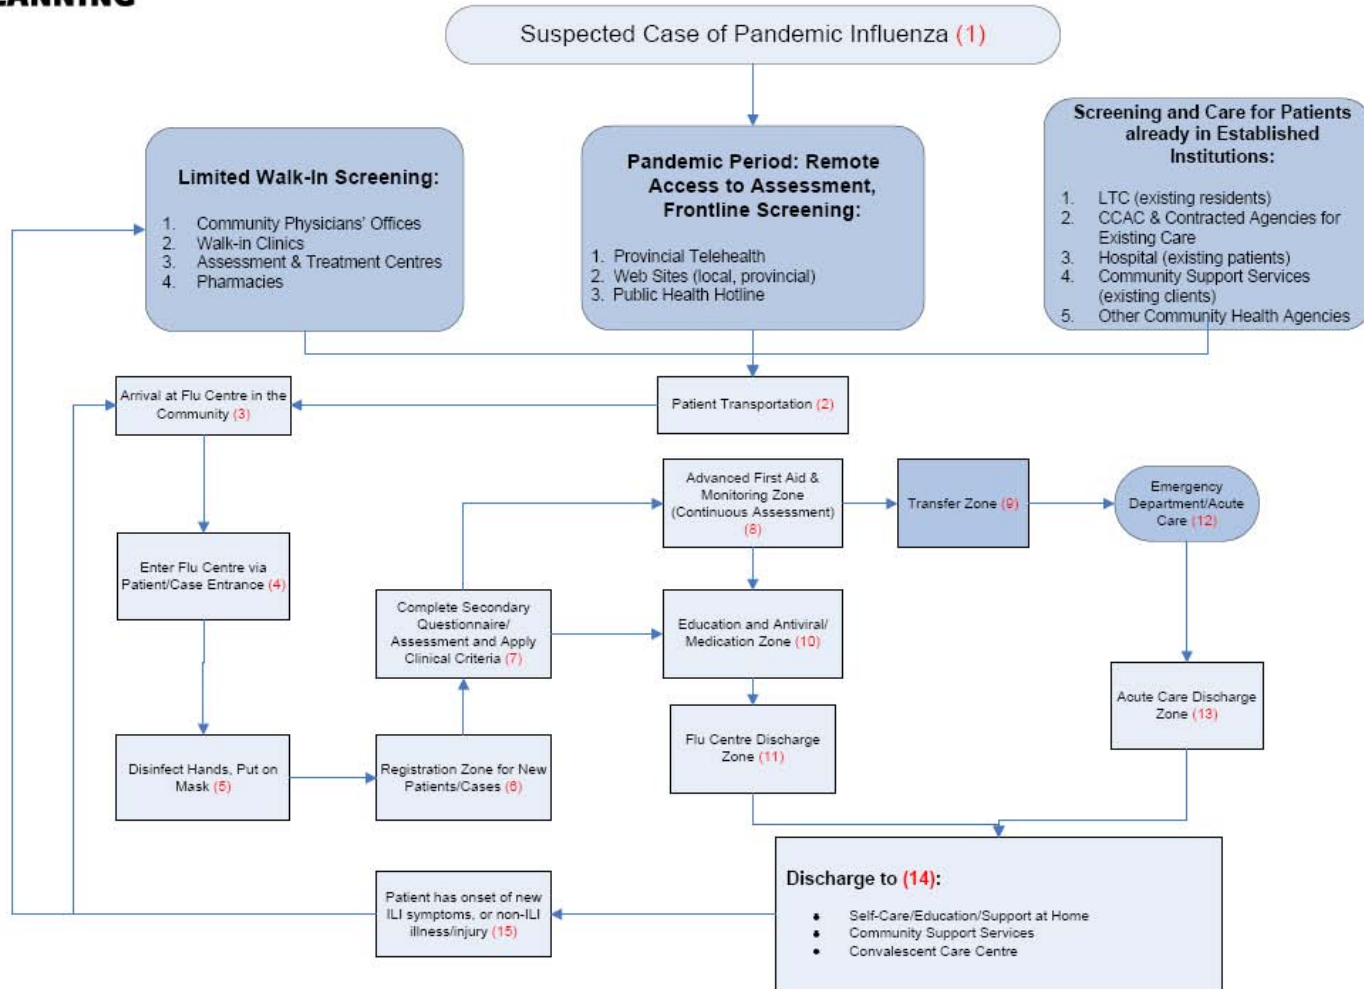 Suspected Case of Pandemic Influenza (1)
Limited Walk-In Screening:
1. Community Physicians' Offices
2. Walk-in Clinics
3. Assessment & Treatment Centres
4. Pharmacies
Pandemic Period: Remote
Access to Assessment,
Frontline Screening:
1. Provincial Telehealth
2. Web Sites (local, provincial)
3. Public Health Hotline
Screening and Care for Patients
already in Established
Institutions:
1. LTC (existing residents)
2. CCAC & Contracted Agencies for
Existing Care
3. Hospital (existing patients)
4. Community Support Services
(existing clients)
5. Other Community Health Agencies
Arrival at Flu Centre in the
Community (3)
Patient Transportation (2)
Advanced First Aid &
Monitoring Zone
(Continuous Assessment)
(8)
Transfer Zone (9)
Emergency
Department/Acute
Care (12)
Enter Flu Centre via
Patient/Case Entrance (4)
Complete Secondary
Questionnaire/
Assessment and Apply
Clinical Criteria (7)
Education and Antiviral/
Medication Zone (10)
Acute Care Discharge
Zone (13)
Disinfect Hands, Put on
Mask (5)
Registration Zone for New
Patients/Cases (6)
Flu Centre Discharge
Zone (11)
Patient has onset of new
ILI symptoms, or non-ILI
illness/injury (15)
Discharge to (14):
• Self-Care/Education/Support at Home
• Community Support Services
• Convalescent Care Centre